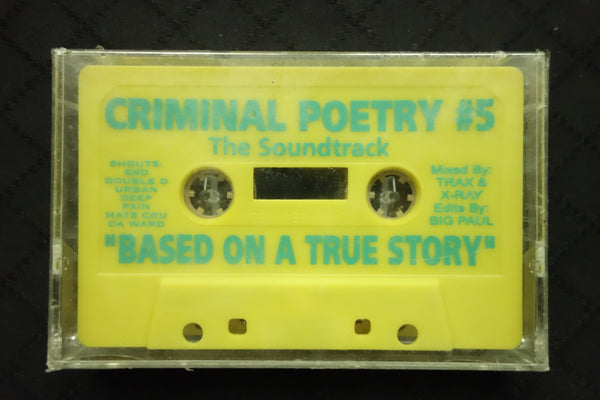 CRIMINAL POETRY #5
The Soundtrack
SHOUTS:
GXD
DOUBLE D
URBAN
DEEP
PAIN
MATS CRU
DA WARD
Mixed By:
TRAX &
X-RAY
Edits By:
BIG PAUL
"BASED ON A TRUE STORY"